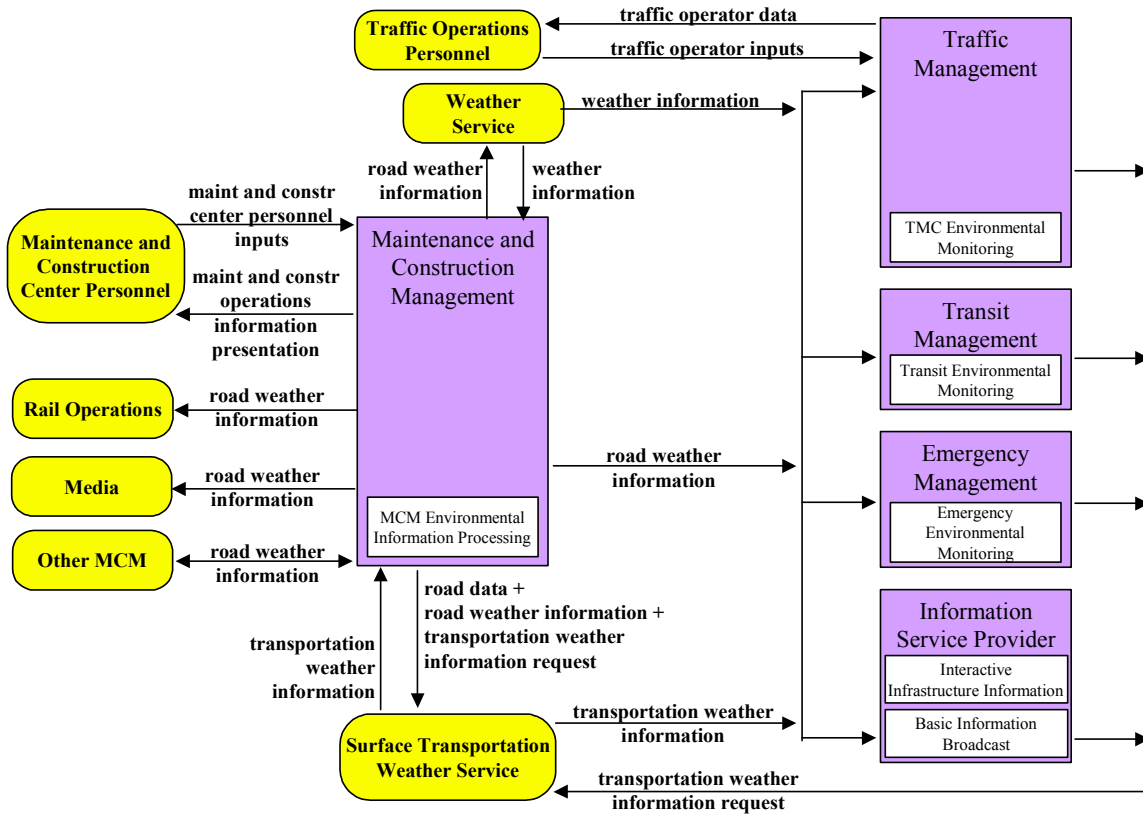 traffic operator data
Traffic Operations
Personnel
traffic operator inputs
Traffic
Management
TMC Environmental
Monitoring
Weather
Service
weather information
road weather
information
weather
information
maint and constr
center personnel
inputs
Maintenance and
Construction
Center Personnel
maint and constr
operations
information
presentation
Maintenance and
Construction
Management
MCM Environmental
Information Processing
Transit
Management
Transit Environmental
Monitoring
Rail Operations
road weather
information
Media
road weather
information
road weather
information
Emergency
Management
Emergency
Environmental
Monitoring
Other MCM
road weather
information
road data +
road weather information +
transportation weather
information request
transportation
weather
information
Information
Service Provider
Interactive
Infrastructure Information
Basic Information
Broadcast
Surface Transportation
Weather Service
transportation weather
information
transportation weather
information request